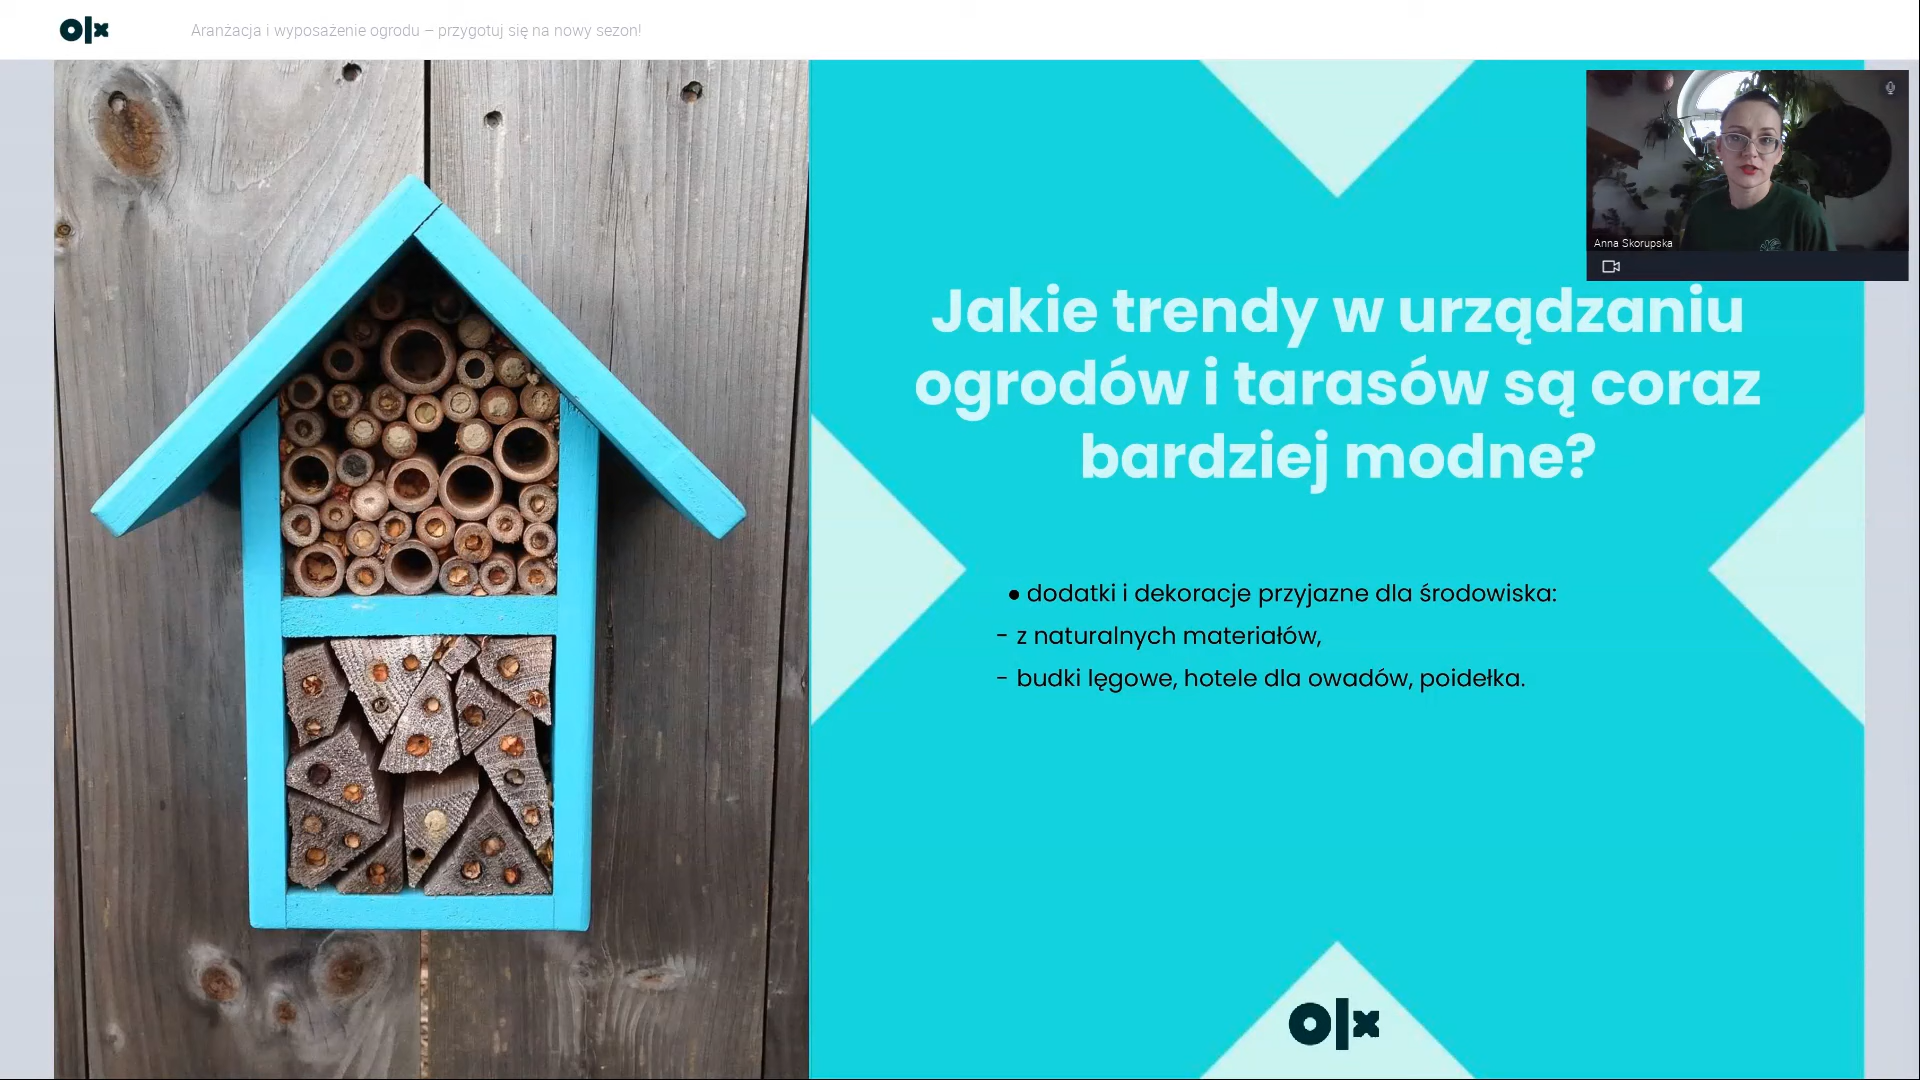 olx
Aranżacja i wyposażenie ogrodu – przygotuj się na nowy sezon!
Anna Skorupska
Jakie trendy w urządzaniu
ogrodów i tarasów są coraz
bardziej modne?
● dodatki i dekoracje przyjazne dla środowiska:
- z naturalnych materiałów,
- budki lęgowe, hotele dla owadów, poidełka.
olx